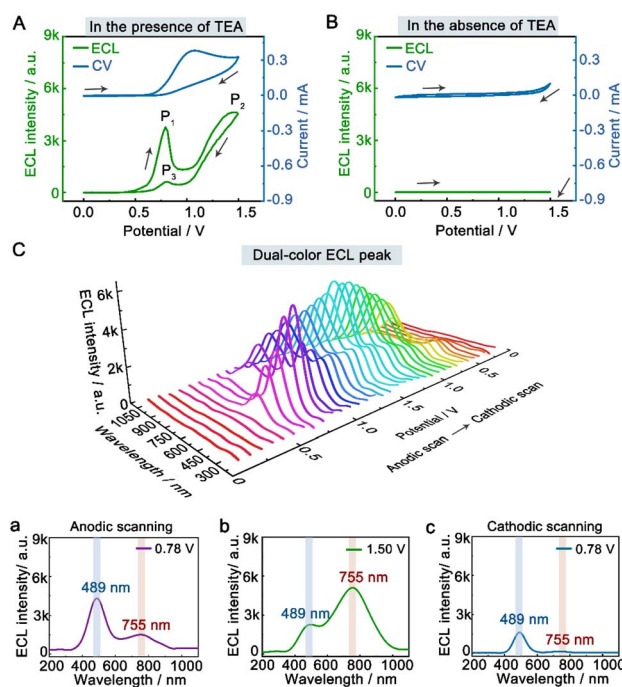 A
In the presence of TEA
ECL
CV
9k
6k
3k
0
ECL intensity / a.u.
0.3
0.0
-0.3
-0.6
-0.9
Current / mA
P1
P2
P3
0.0
0.5
1.0
1.5
Potential / V
B
In the absence of TEA
ECL
CV
9k
6k
3k
0
ECL intensity / a.u.
0.3
0.0
-0.3
-0.6
-0.9
Current / mA
0.0
0.5
1.0
1.5
Potential / V
C
Dual-color ECL peak
ECL intensity / a.u.
6k
4k
2k
0
1050
900
750
600
450
300
Wavelength / nm
0
0.5
1.0
1.5
1.0
0.5
0
Potential / V
Anodic scan → Cathodic scan
a
Anodic scanning
0.78 V
489 nm
755 nm
9k
6k
3k
0
ECL intensity/ a.u.
200 400 600 800 1000
Wavelength / nm
b
1.50 V
489 nm
755 nm
9k
6k
3k
0
ECL intensity / a.u.
200 400 600 800 1000
Wavelength / nm
c
Cathodic scanning
0.78 V
489 nm
755 nm
9k
6k
3k
0
ECL intensity / a.u.
200 400 600 800 1000
Wavelength / nm